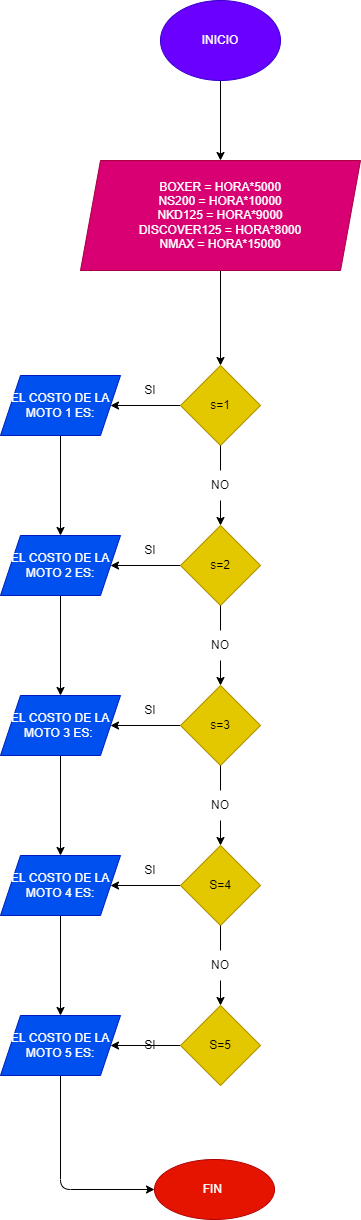 INICIO
BOXER = HORA*5000
NS200 = HORA*10000
NKD125 = HORA*9000
DISCOVER125 = HORA*8000
NMAX = HORA*15000
EL COSTO DE LA
MOTO 1 ES:
SI
s=1
NO
EL COSTO DE LA
MOTO 2 ES:
SI
s=2
NO
EL COSTO DE LA
MOTO 3 ES:
SI
s=3
NO
EL COSTO DE LA
MOTO 4 ES:
SI
S=4
NO
EL COSTO DE LA
MOTO 5 ES:
SI
S=5
FIN